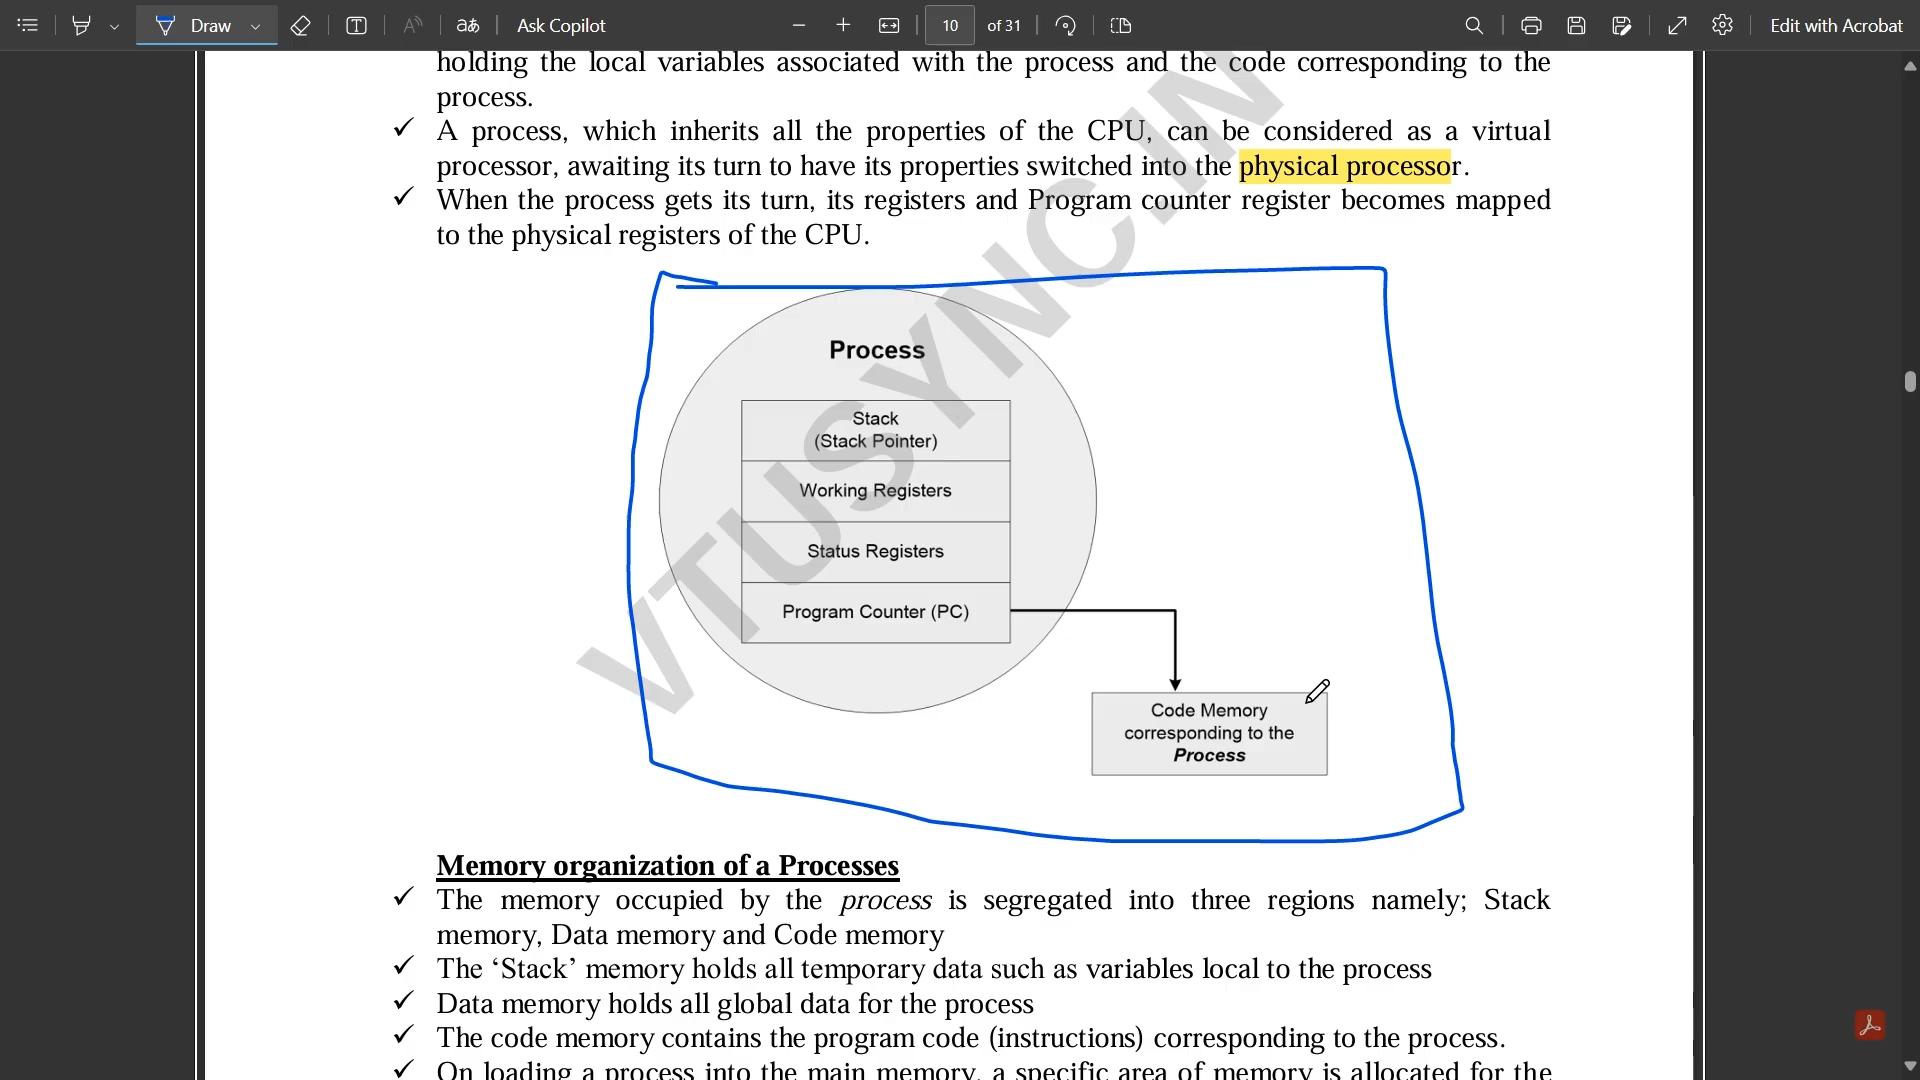 Draw
aあ
Ask Copilot
10
of 31
Edit with Acrobat
holding the local variables associated with the process and the code corresponding to the
process.
✓ A process, which inherits all the properties of the CPU, can be considered as a virtual
processor, awaiting its turn to have its properties switched into the physical processor.
✓ When the process gets its turn, its registers and Program counter register becomes mapped
to the physical registers of the CPU.
VTUSYNC.IN
Process
Stack
(Stack Pointer)
Working Registers
Status Registers
Program Counter (PC)
Code Memory
corresponding to the
Process
Memory organization of a Processes
✓ The memory occupied by the process is segregated into three regions namely; Stack
memory, Data memory and Code memory
✓ The ‘Stack’ memory holds all temporary data such as variables local to the process
✓ Data memory holds all global data for the process
✓ The code memory contains the program code (instructions) corresponding to the process.
✓ On loading a process into the main memory, a specific area of memory is allocated for the